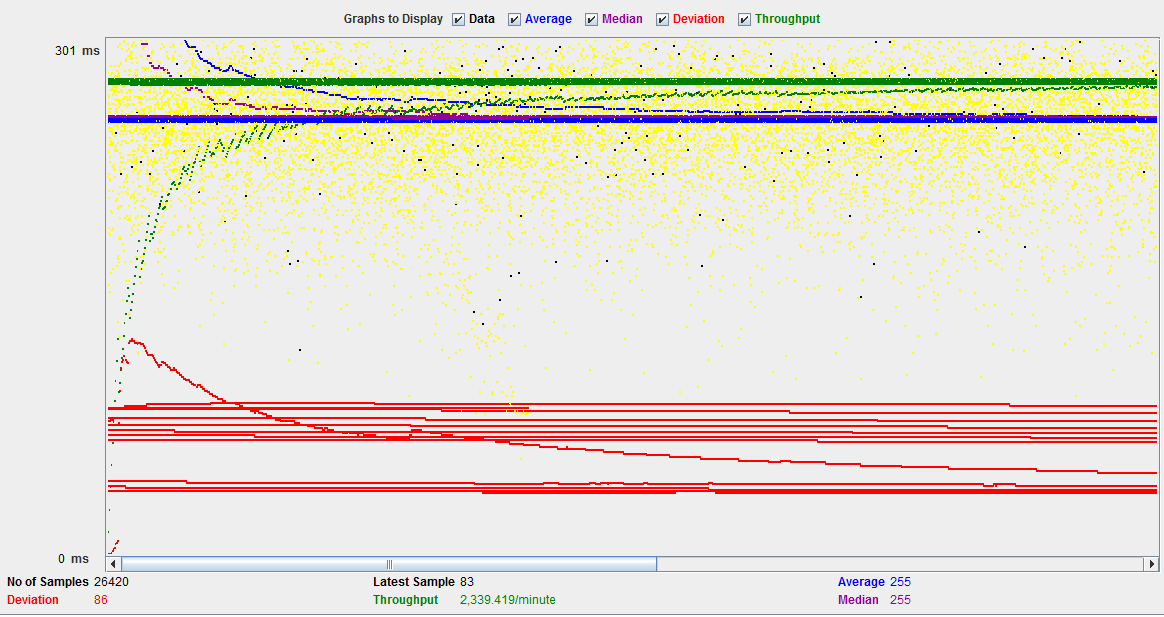 Graphs to Display Data Average Median Deviation Throughput
301 ms
0 ms
No of Samples 26420 Latest Sample 83 Average 255
Deviation 86 Throughput 2,339.419/minute Median 255